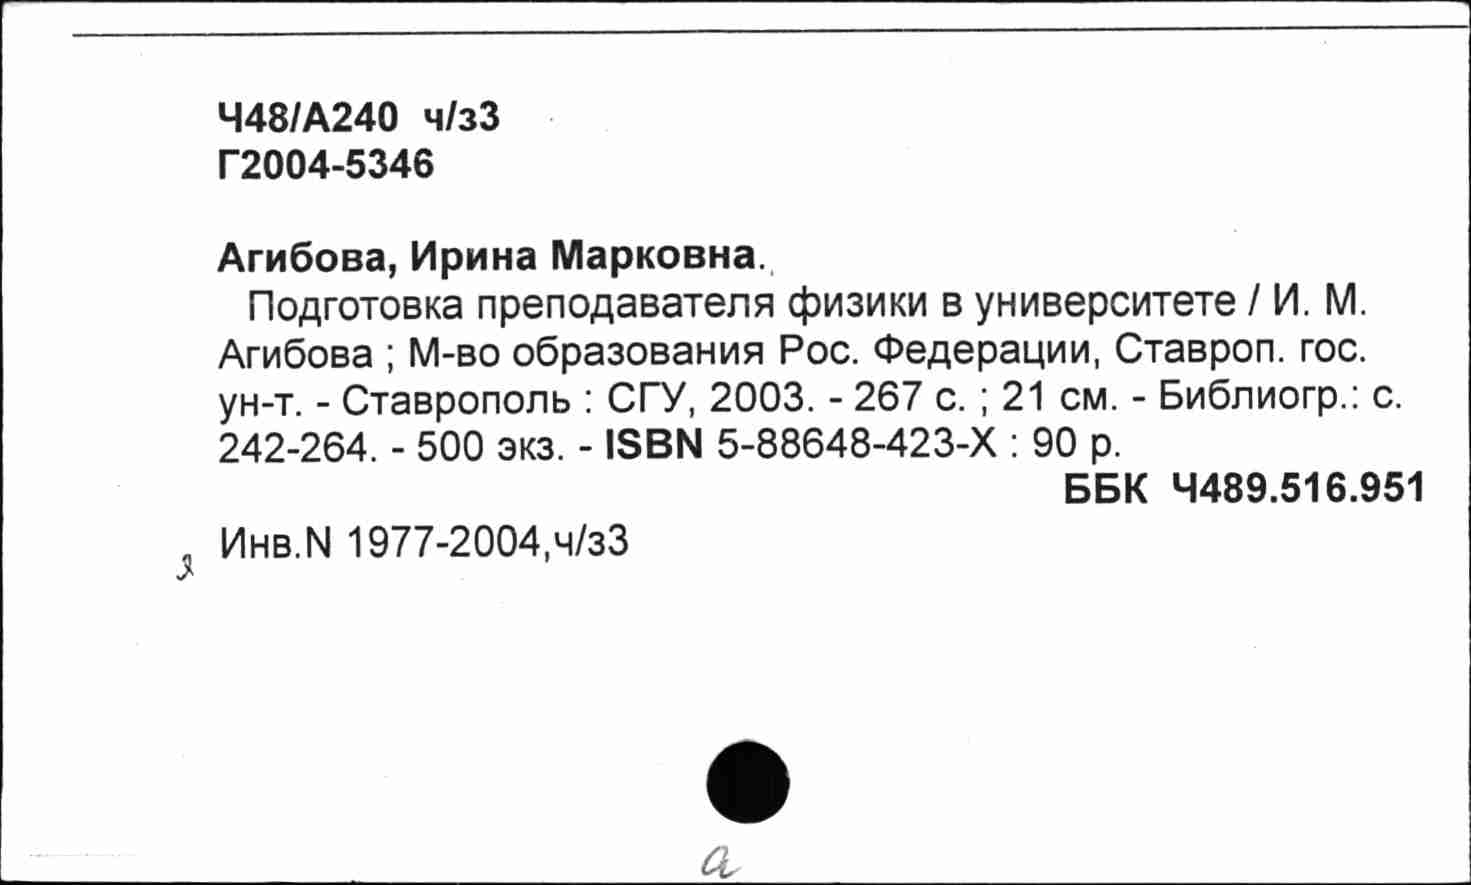 Ч48/А240 ч/з3
Г2004-5346
Агибова, Ирина Марковна.
Подготовка преподавателя физики в университете / И. М.
Агибова ; М-во образования Рос. Федерации, Ставроп. гос.
ун-т. - Ставрополь : СГУ, 2003. - 267 с. ; 21 см. - Библиогр.: с.
242-264. - 500 экз. - ISBN 5-88648-423-X : 90 р.
ББК Ч489.516.951
Инв.N 1977-2004,ч/з3
а